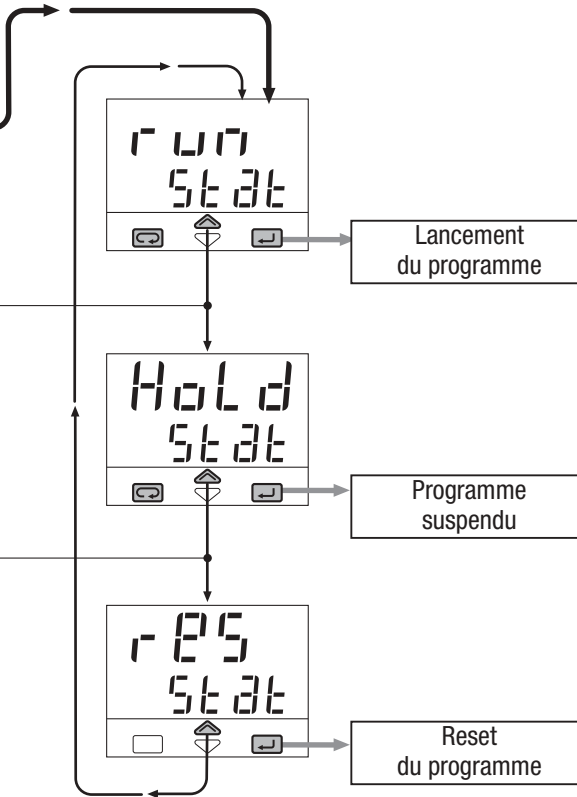 run
Stat
Lancement
du programme
HoLd
Stat
Programme
suspendu
reS
Stat
Reset
du programme